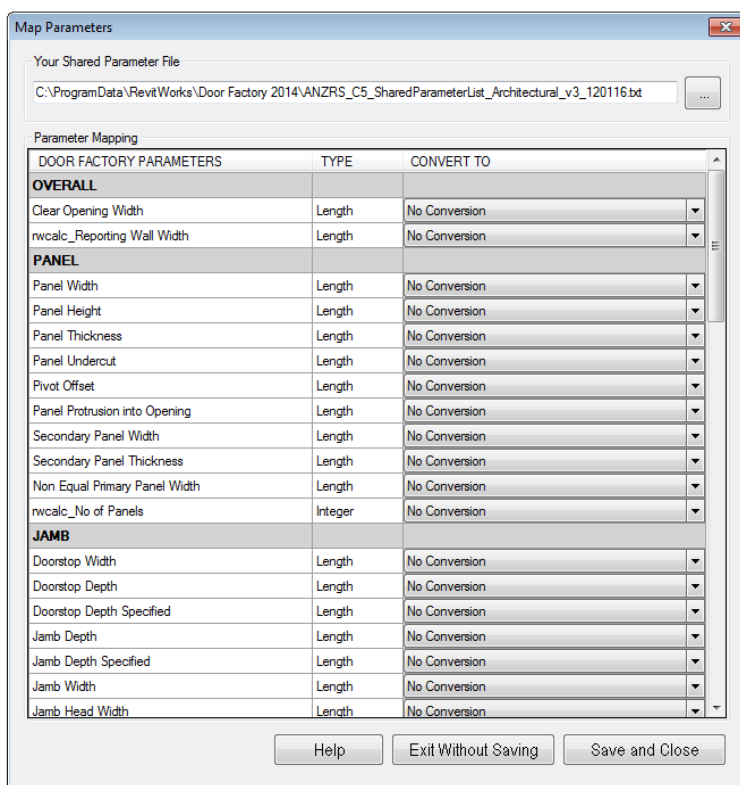 Map Parameters
Your Shared Parameter File
C:\ProgramData\RevitWorks\Door Factory 2014\ANZRS_C5_SharedParameterList_Architectural_v3_120116.txt
...
Parameter Mapping
DOOR FACTORY PARAMETERS TYPE CONVERT TO
OVERALL
Clear Opening Width Length No Conversion
rwcalc_Reporting Wall Width Length No Conversion
PANEL
Panel Width Length No Conversion
Panel Height Length No Conversion
Panel Thickness Length No Conversion
Panel Undercut Length No Conversion
Pivot Offset Length No Conversion
Panel Protrusion into Opening Length No Conversion
Secondary Panel Width Length No Conversion
Secondary Panel Thickness Length No Conversion
Non Equal Primary Panel Width Length No Conversion
rwcalc_No of Panels Integer No Conversion
JAMB
Doorstop Width Length No Conversion
Doorstop Depth Length No Conversion
Doorstop Depth Specified Length No Conversion
Jamb Depth Length No Conversion
Jamb Depth Specified Length No Conversion
Jamb Width Length No Conversion
Jamb Head Width Length No Conversion
Help Exit Without Saving Save and Close